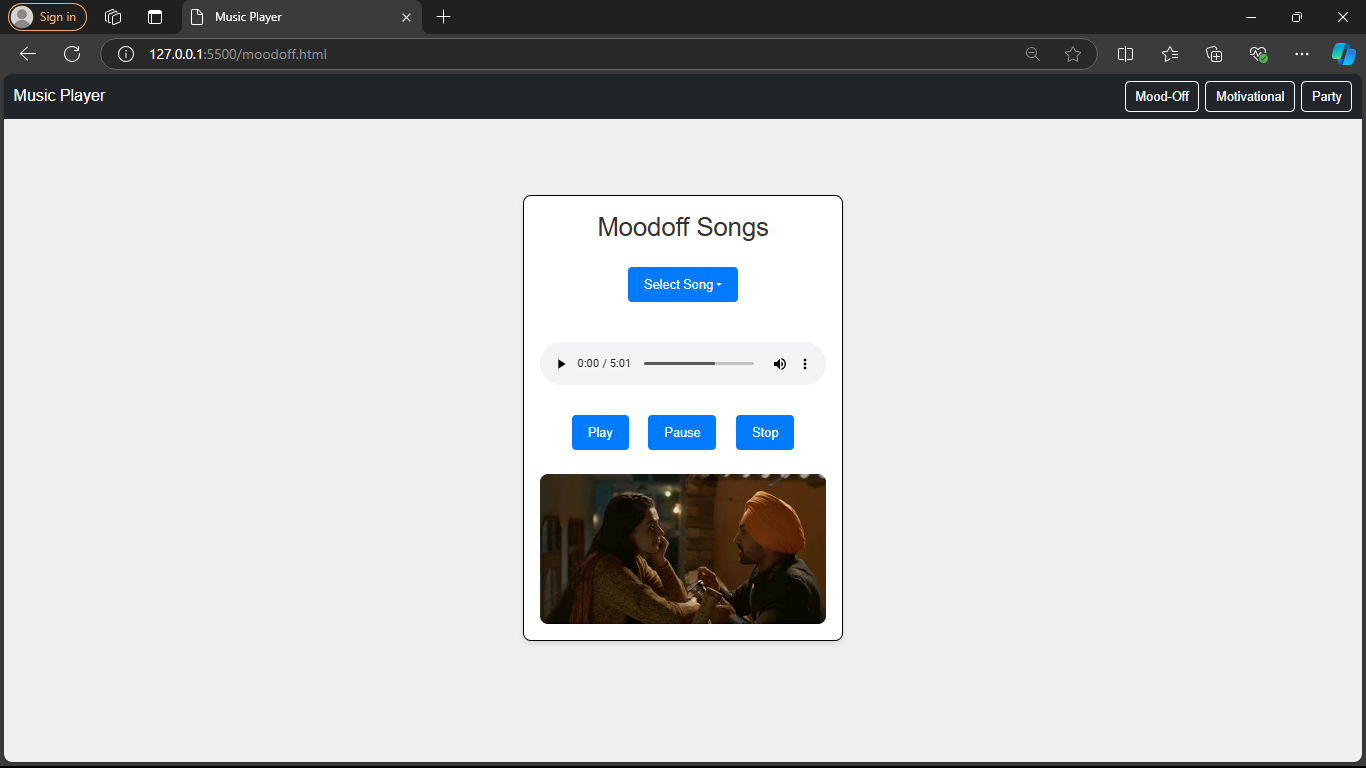 Sign in
Music Player
127.0.0.1:5500/moodoff.html
Music Player
Mood-Off
Motivational
Party
Moodoff Songs
Select Song
0:00 / 5:01
Play
Pause
Stop